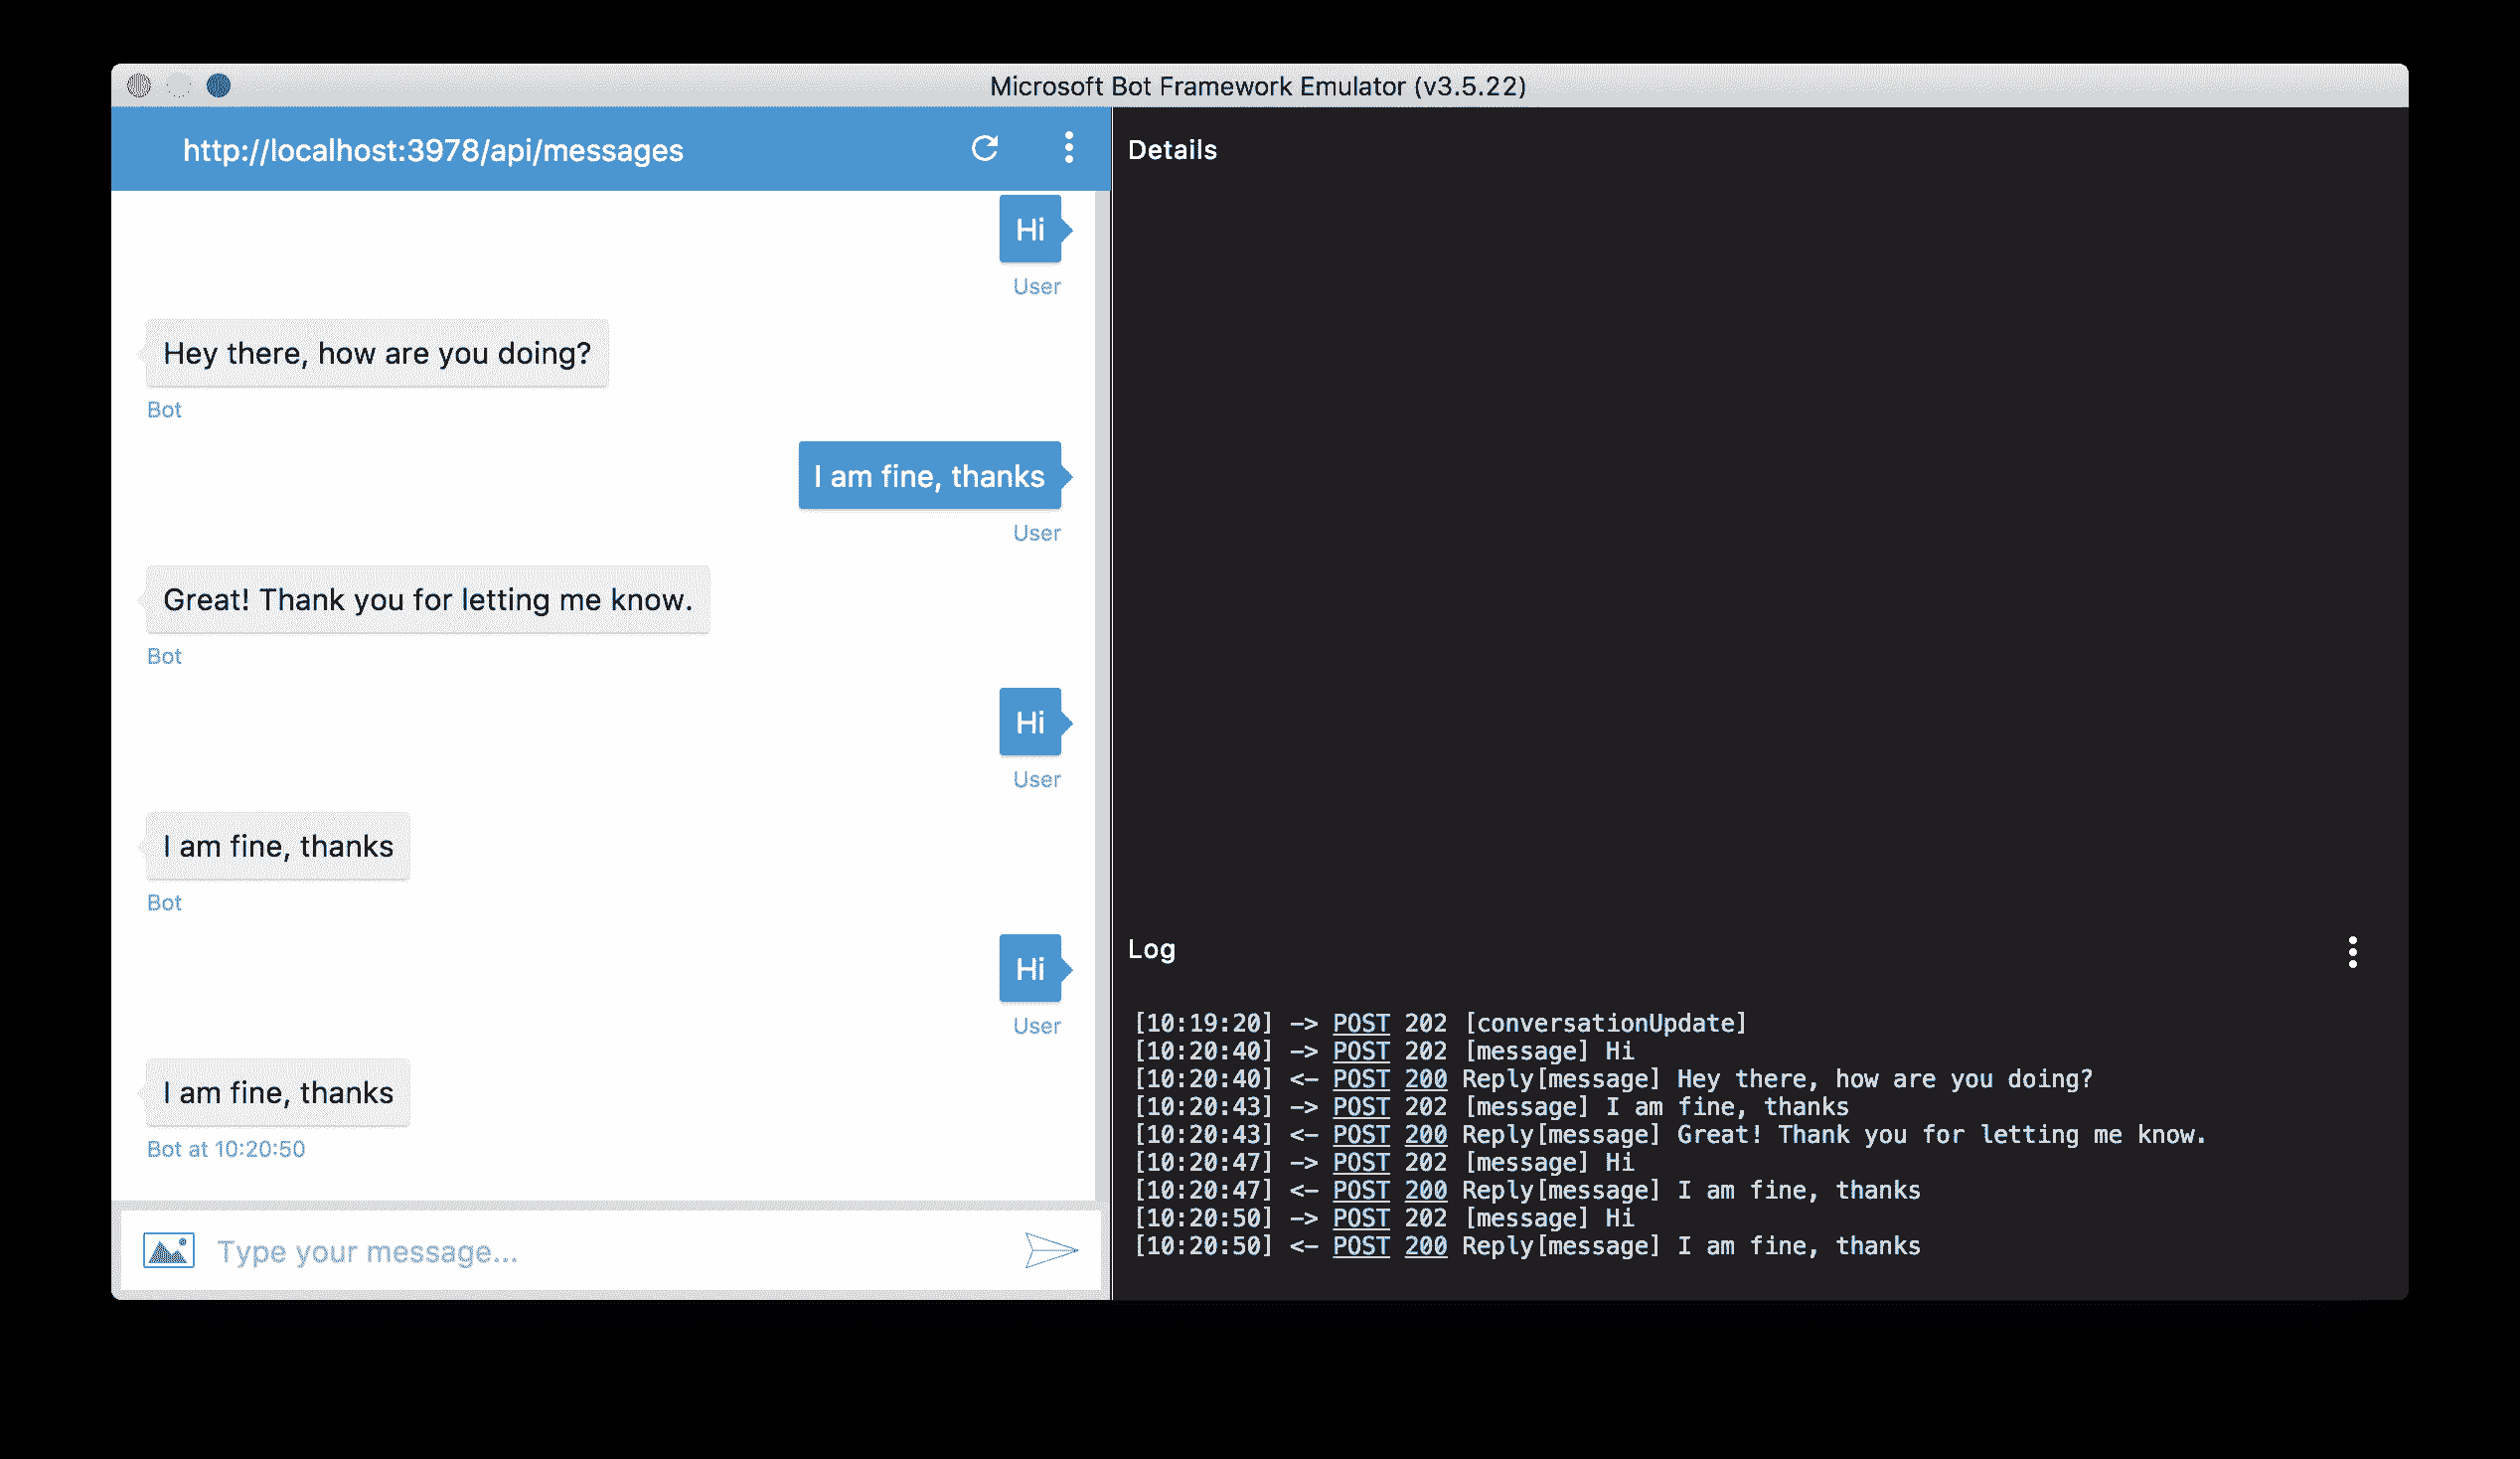 Microsoft Bot Framework Emulator (v3.5.22)
http://localhost:3978/api/messages
Hi
User
Hey there, how are you doing?
Bot
I am fine, thanks
User
Great! Thank you for letting me know.
Bot
Hi
User
I am fine, thanks
Bot
Hi
User
I am fine, thanks
Bot at 10:20:50
Type your message...
Details
Log
[10:19:20] -> POST 202 [conversationUpdate]
[10:20:40] -> POST 202 [message] Hi
[10:20:40] <- POST 200 Reply[message] Hey there, how are you doing?
[10:20:43] -> POST 202 [message] I am fine, thanks
[10:20:43] <- POST 200 Reply[message] Great! Thank you for letting me know.
[10:20:47] -> POST 202 [message] Hi
[10:20:47] <- POST 200 Reply[message] I am fine, thanks
[10:20:50] -> POST 202 [message] Hi
[10:20:50] <- POST 200 Reply[message] I am fine, thanks